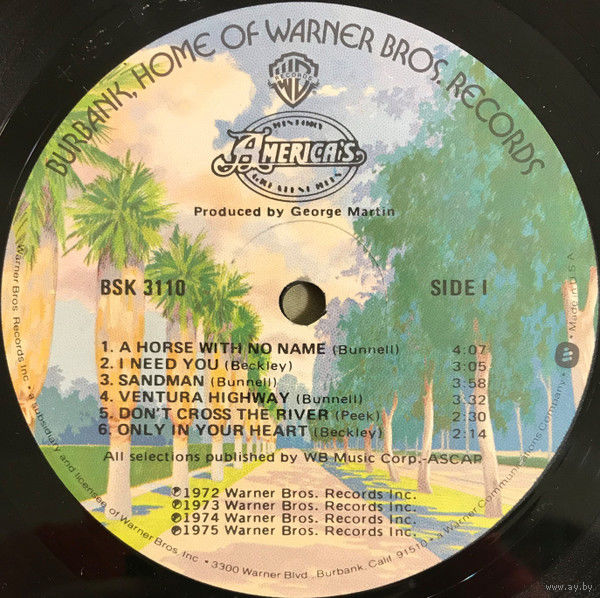 BURBANK, HOME OF WARNER BROS. RECORDS
RECORDS
HISTORY
AMERICA'S
GREATEST HITS
Produced by George Martin
BSK 3110
SIDE 1
1. A HORSE WITH NO NAME (Bunnell) 4:07
2. I NEED YOU (Beckley) 3:05
3. SANDMAN (Bunnell) 3:58
4. VENTURA HIGHWAY (Bunnell) 3:32
5. DON'T CROSS THE RIVER (Peek) 2:30
6. ONLY IN YOUR HEART (Beckley) 2:14
All selections published by WB Music Corp.-ASCAP
℗1972 Warner Bros. Records Inc.
℗1973 Warner Bros. Records Inc.
℗1974 Warner Bros. Records Inc.
℗1975 Warner Bros. Records Inc.
Warner Bros. Records Inc. • a subsidiary and licensee of Warner Bros. Inc. • 3300 Warner Blvd., Burbank, Calif. 91510 • a Warner Communications Company
Made in U.S.A.
www.ay.by